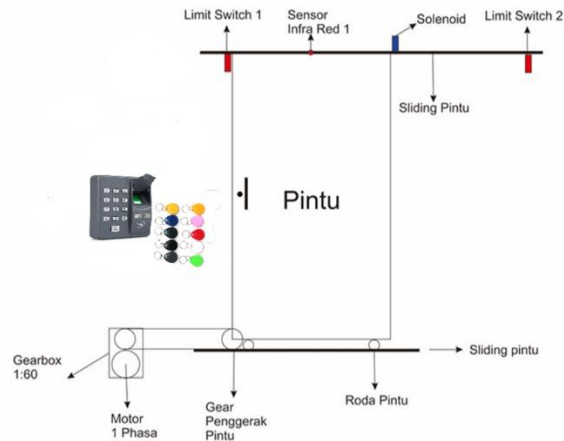 Limit Switch 1
Sensor
Infra Red 1
Solenoid
Limit Switch 2
Sliding Pintu
Pintu
Sliding pintu
Gearbox
1:60
Motor
1 Phasa
Gear
Penggerak
Pintu
Roda Pintu